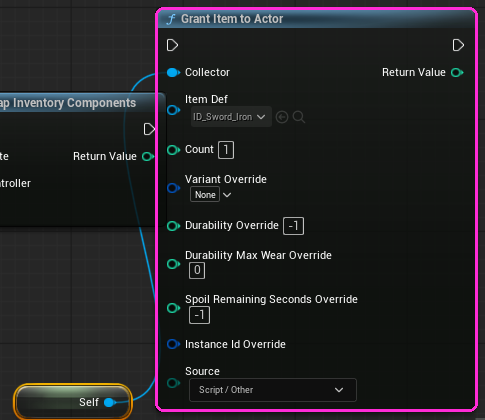 Grant Item to Actor
Collector
Return Value
Item Def
ID_Sword_Iron
ap Inventory Components
Count 1
Return Value
Variant Override
None
Durability Override -1
Durability Max Wear Override
0
Spoil Remaining Seconds Override
-1
Instance Id Override
Source
Script / Other
Self